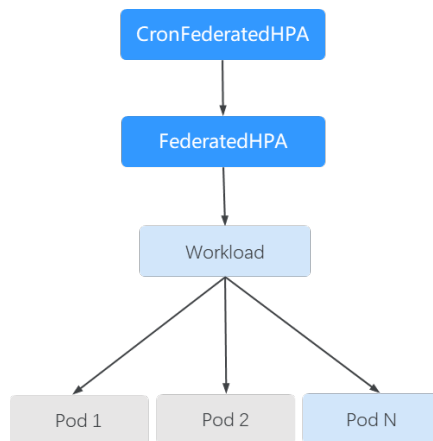 CronFederatedHPA
FederatedHPA
Workload
Pod 1
Pod 2
Pod N